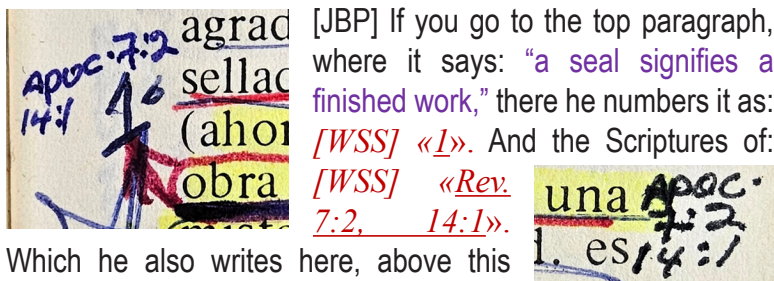 APOC. 7:2
14:1
1º
agrad
sellad
(ahor
obra
[JBP] If you go to the top paragraph,
where it says: “a seal signifies a
finished work,” there he numbers it as:
[WSS] «1». And the Scriptures of:
[WSS] «Rev.
7:2, 14:1».
una APOC.
7:2
d. es 14:1
Which he also writes here, above this